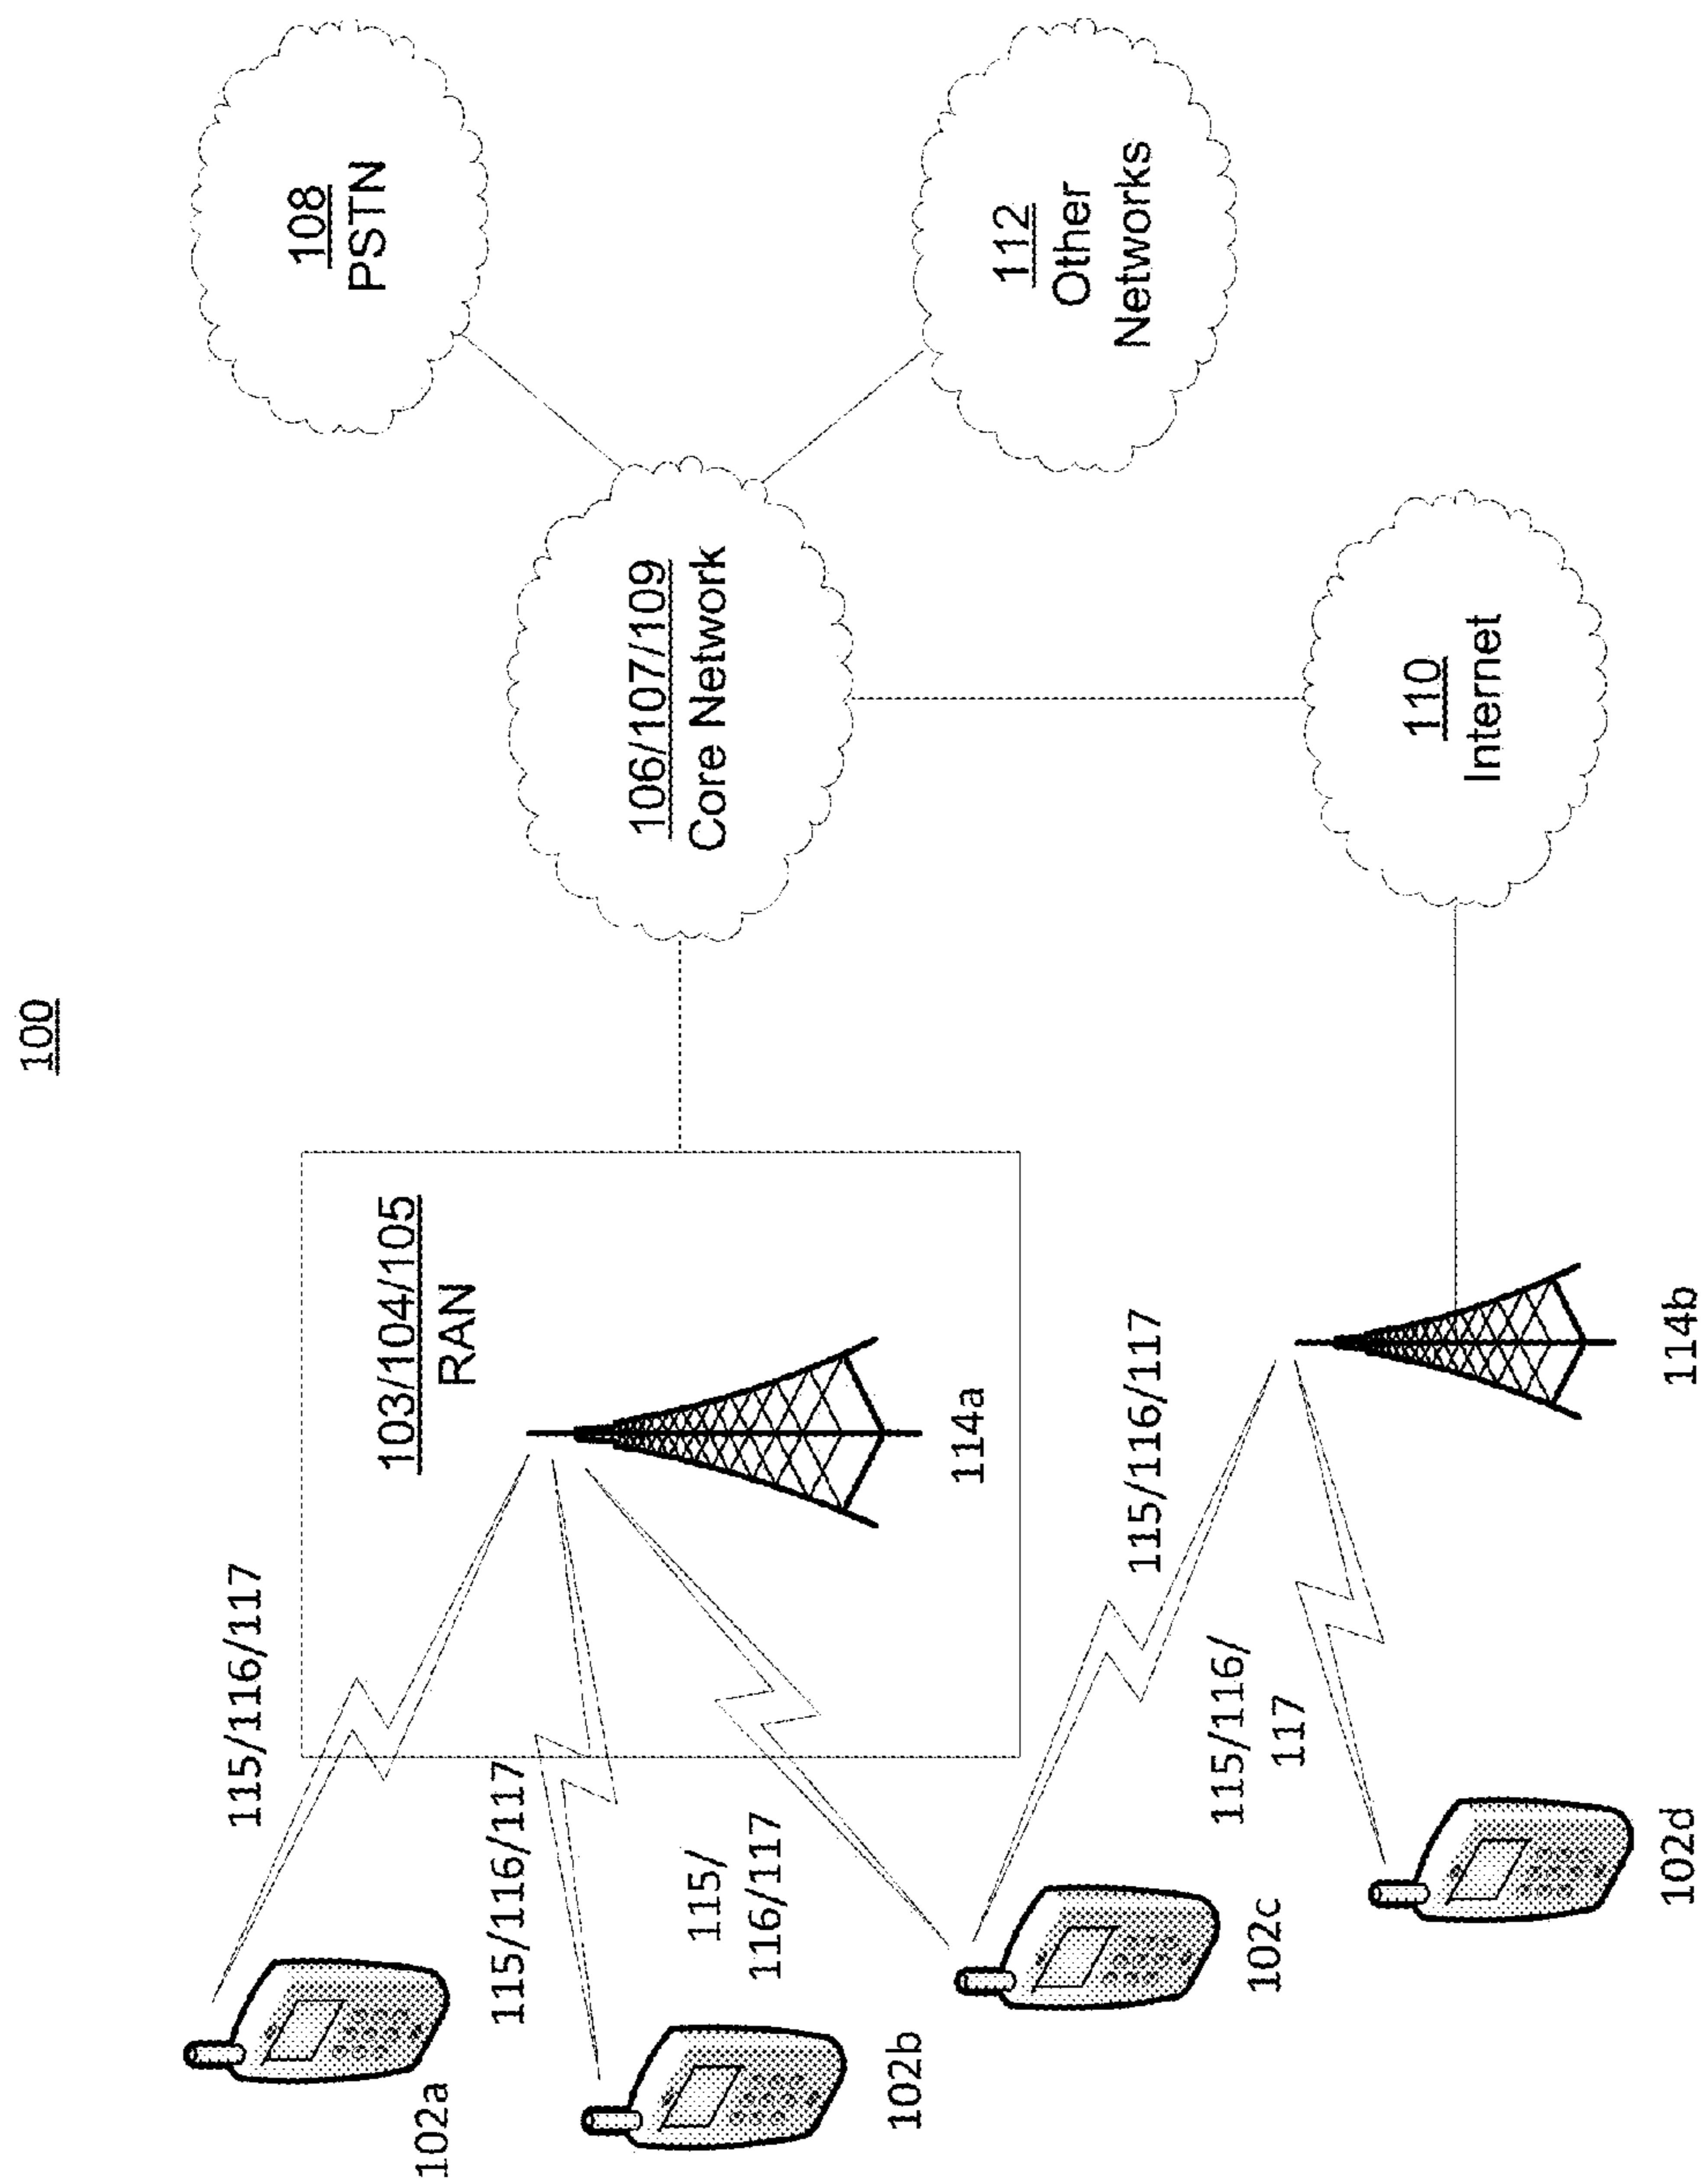 100
108
PSTN
106/107/109
Core Network
112
Other
Networks
103/104/105
RAN
115/116/117
102a
115/116/117
102b
115/
116/117
114a
110
Internet
115/116/117
102c
115/116/
117
114b
102d